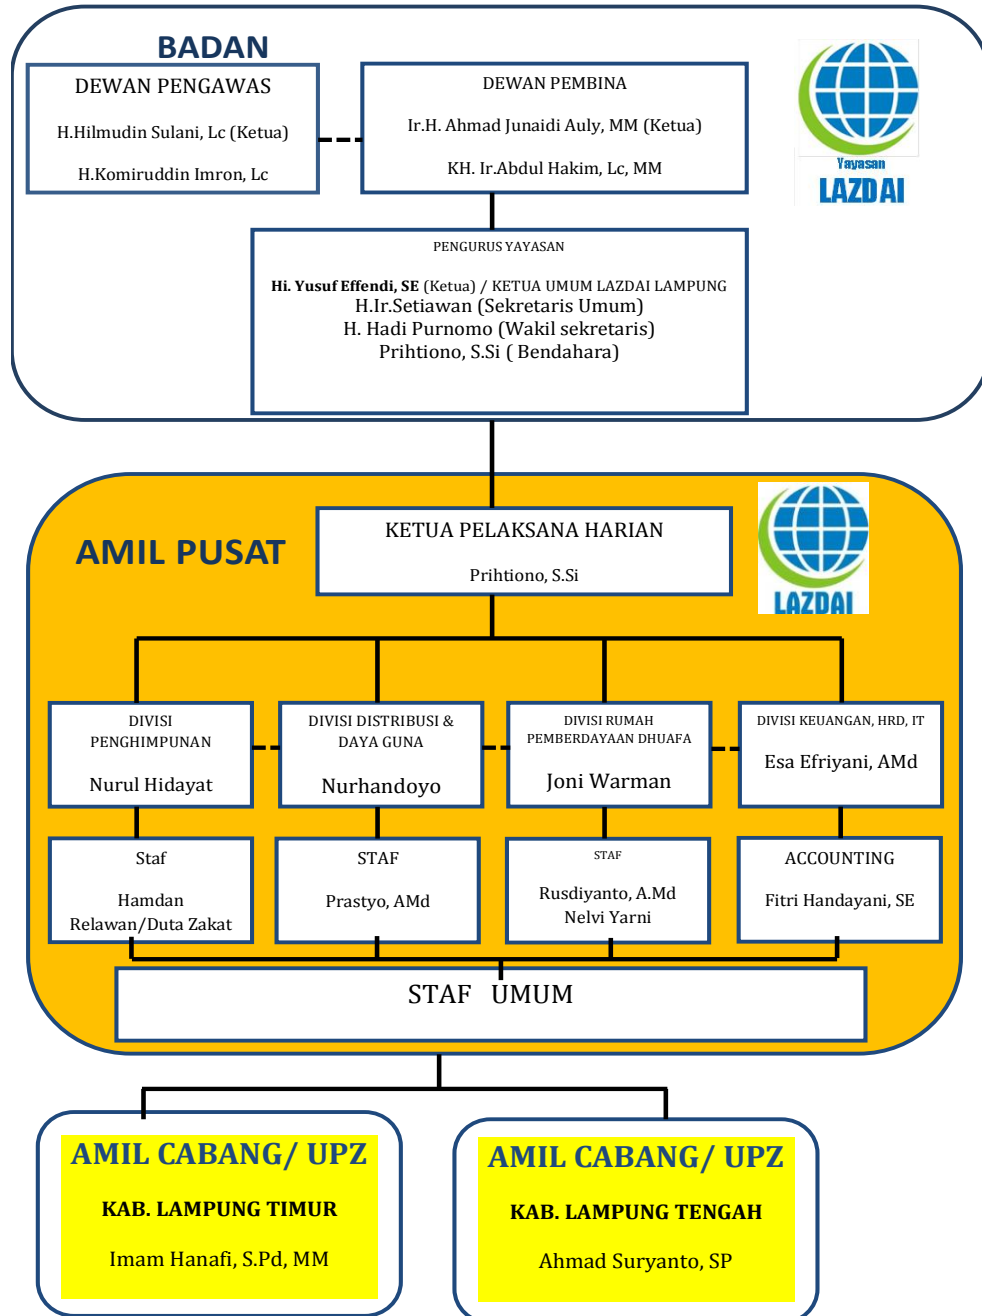 BADAN
DEWAN PENGAWAS
H.Hilmudin Sulani, Lc (Ketua)
H.Komiruddin Imron, Lc
DEWAN PEMBINA
Ir.H. Ahmad Junaidi Auly, MM (Ketua)
KH. Ir.Abdul Hakim, Lc, MM
Yayasan
LAZDAI
PENGURUS YAYASAN
Hi. Yusuf Effendi, SE (Ketua) / KETUA UMUM LAZDAI LAMPUNG
H.Ir.Setiawan (Sekretaris Umum)
H. Hadi Purnomo (Wakil sekretaris)
Prihtiono, S.Si ( Bendahara)
AMIL PUSAT
KETUA PELAKSANA HARIAN
Prihtiono, S.Si
LAZDAI
DIVISI
PENGHIMPUNAN
Nurul Hidayat
DIVISI DISTRIBUSI &
DAYA GUNA
Nurhandoyo
DIVISI RUMAH
PEMBERDAYAAN DHUAFA
Joni Warman
DIVISI KEUANGAN, HRD, IT
Esa Efriyani, AMd
Staf
Hamdan
Relawan/Duta Zakat
STAF
Prastyo, AMd
STAF
Rusdiyanto, A.Md
Nelvi Yarni
ACCOUNTING
Fitri Handayani, SE
STAF UMUM
AMIL CABANG/ UPZ
KAB. LAMPUNG TIMUR
Imam Hanafi, S.Pd, MM
AMIL CABANG/ UPZ
KAB. LAMPUNG TENGAH
Ahmad Suryanto, SP